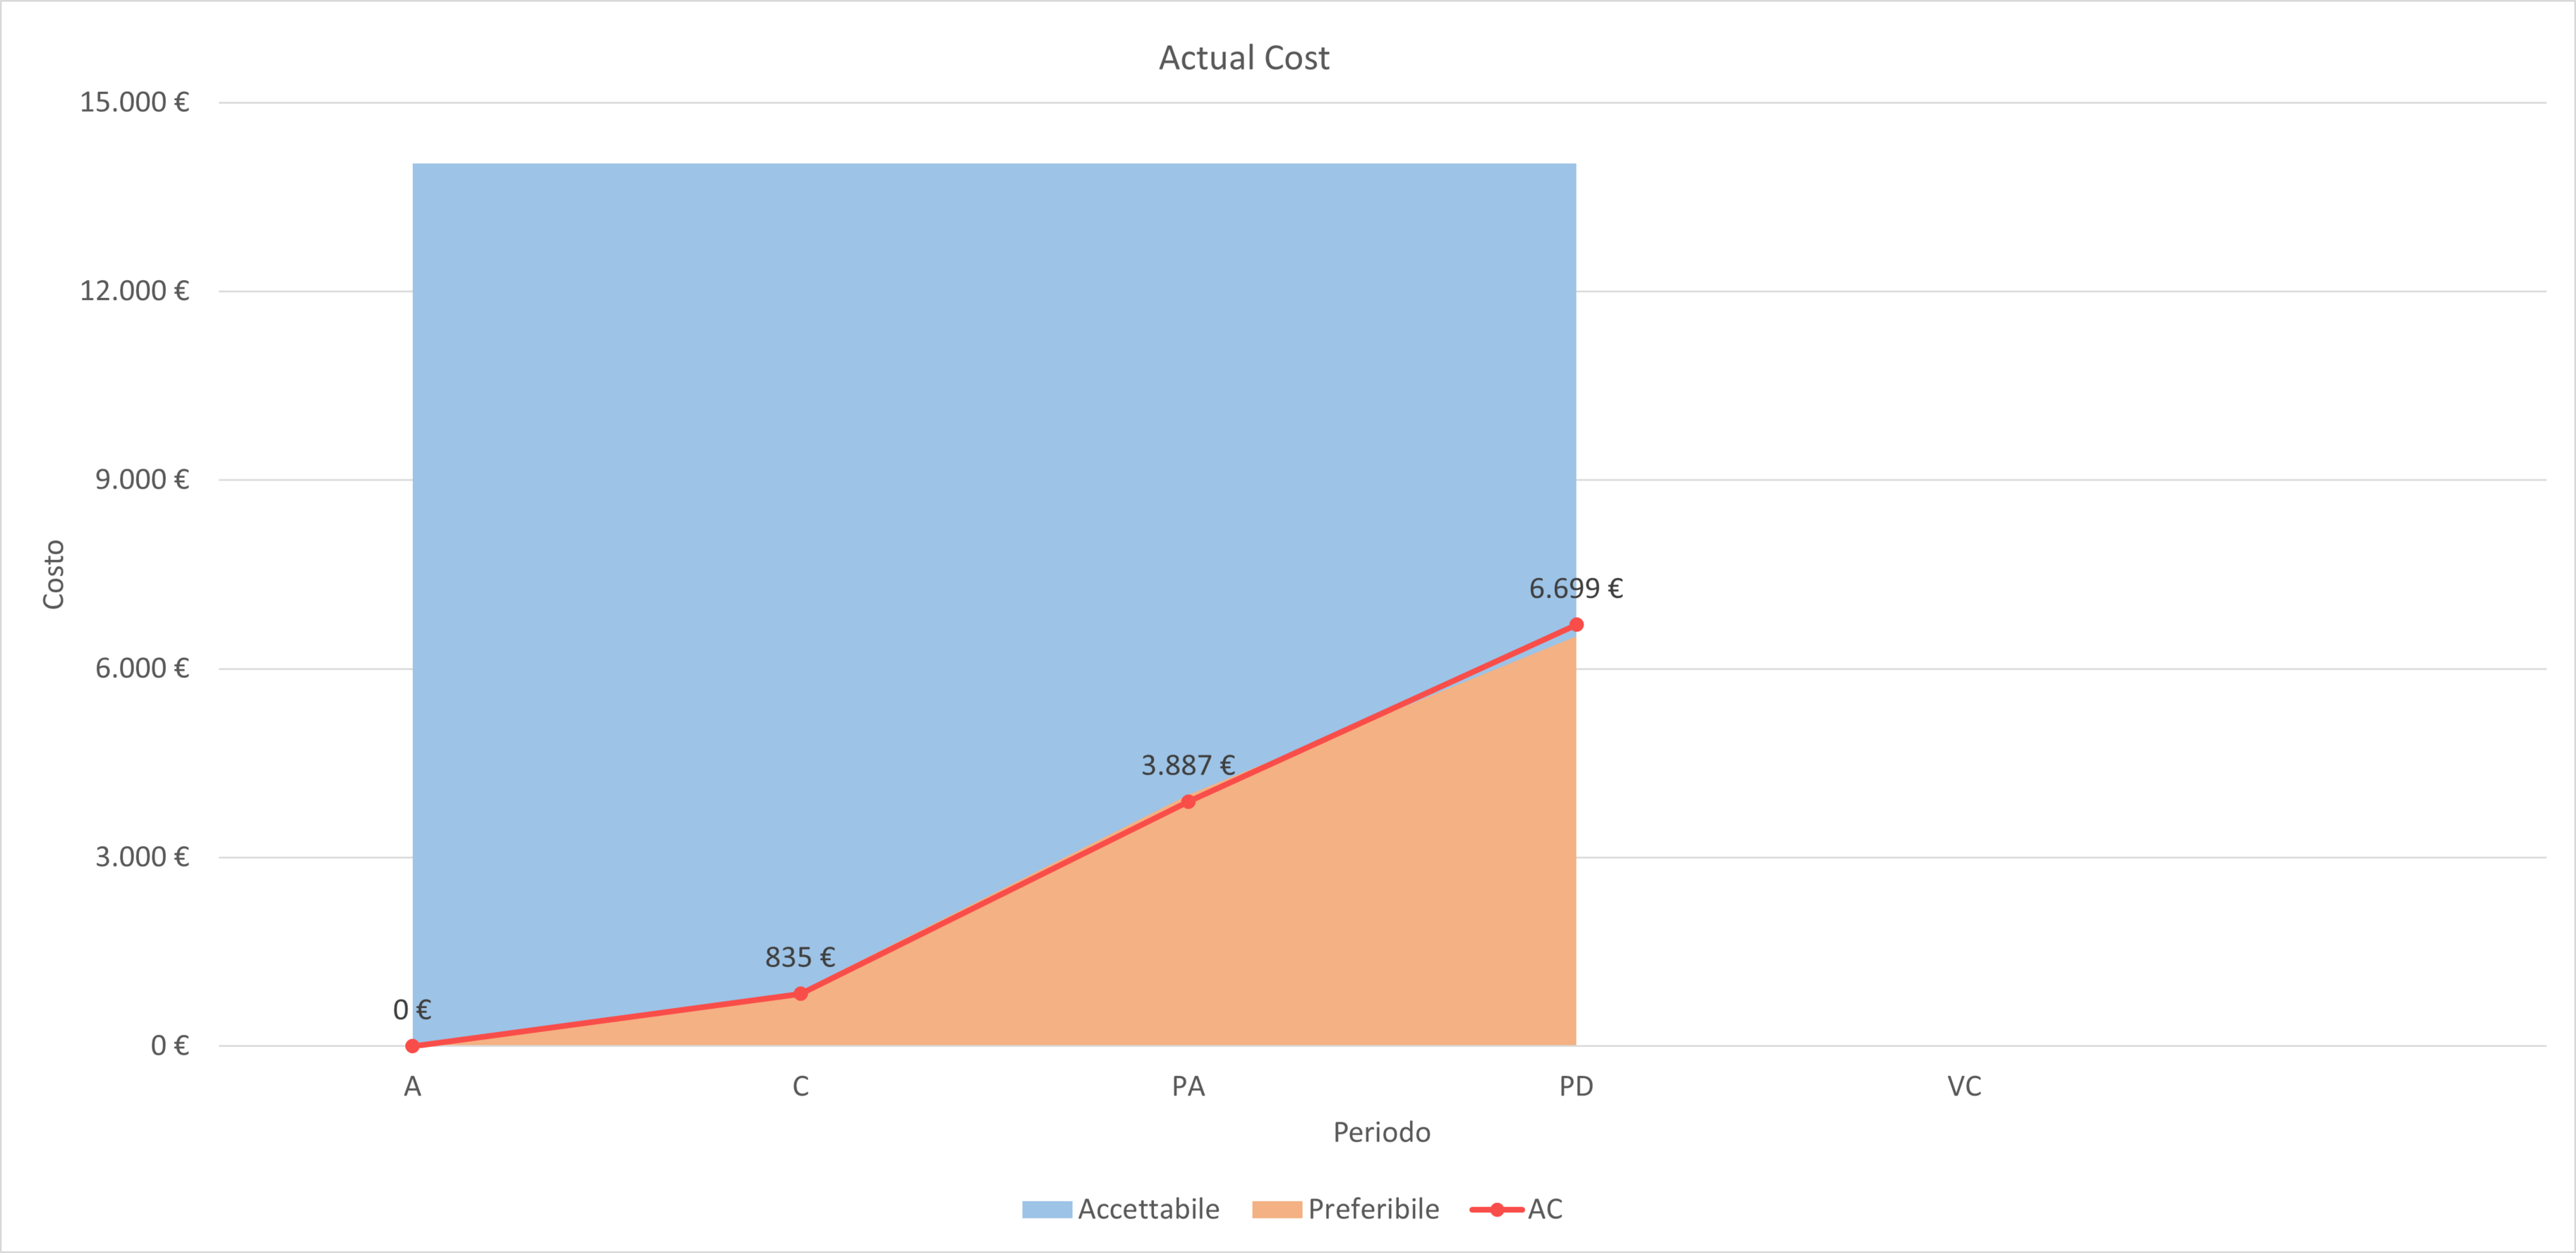 Actual Cost
15.000 €
12.000 €
9.000 €
6.000 €
3.000 €
0 €
Costo
0 €
835 €
3.887 €
6.699 €
A
C
PA
PD
VC
Periodo
Accettabile
Preferibile
AC